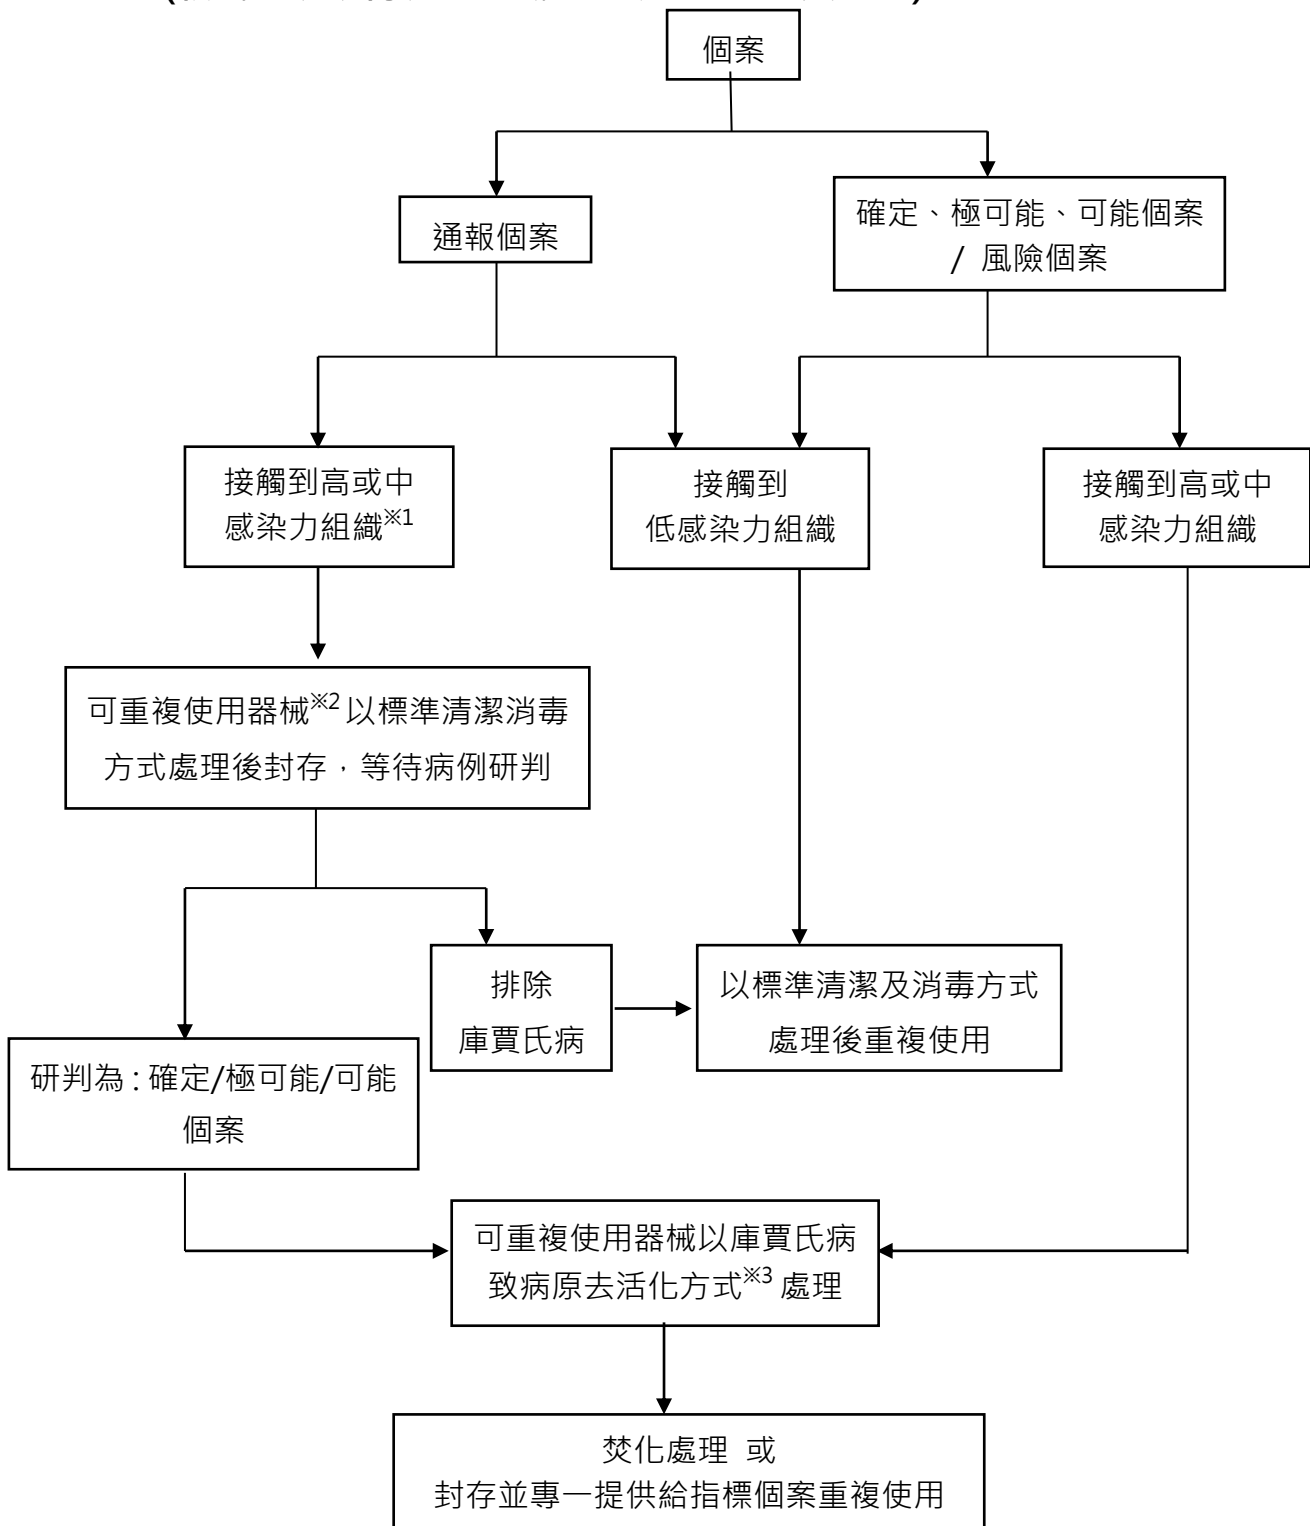 個案
通報個案
確定、極可能、可能個案
/ 風險個案
接觸到高或中
感染力組織※1
接觸到
低感染力組織
接觸到高或中
感染力組織
可重複使用器械※2以標準清潔消毒
方式處理後封存，等待病例研判
排除
庫賈氏病
以標準清潔及消毒方式
處理後重複使用
研判為：確定/極可能/可能
個案
可重複使用器械以庫賈氏病
致病原去活化方式※3處理
焚化處理 或
封存並專一提供給指標個案重複使用